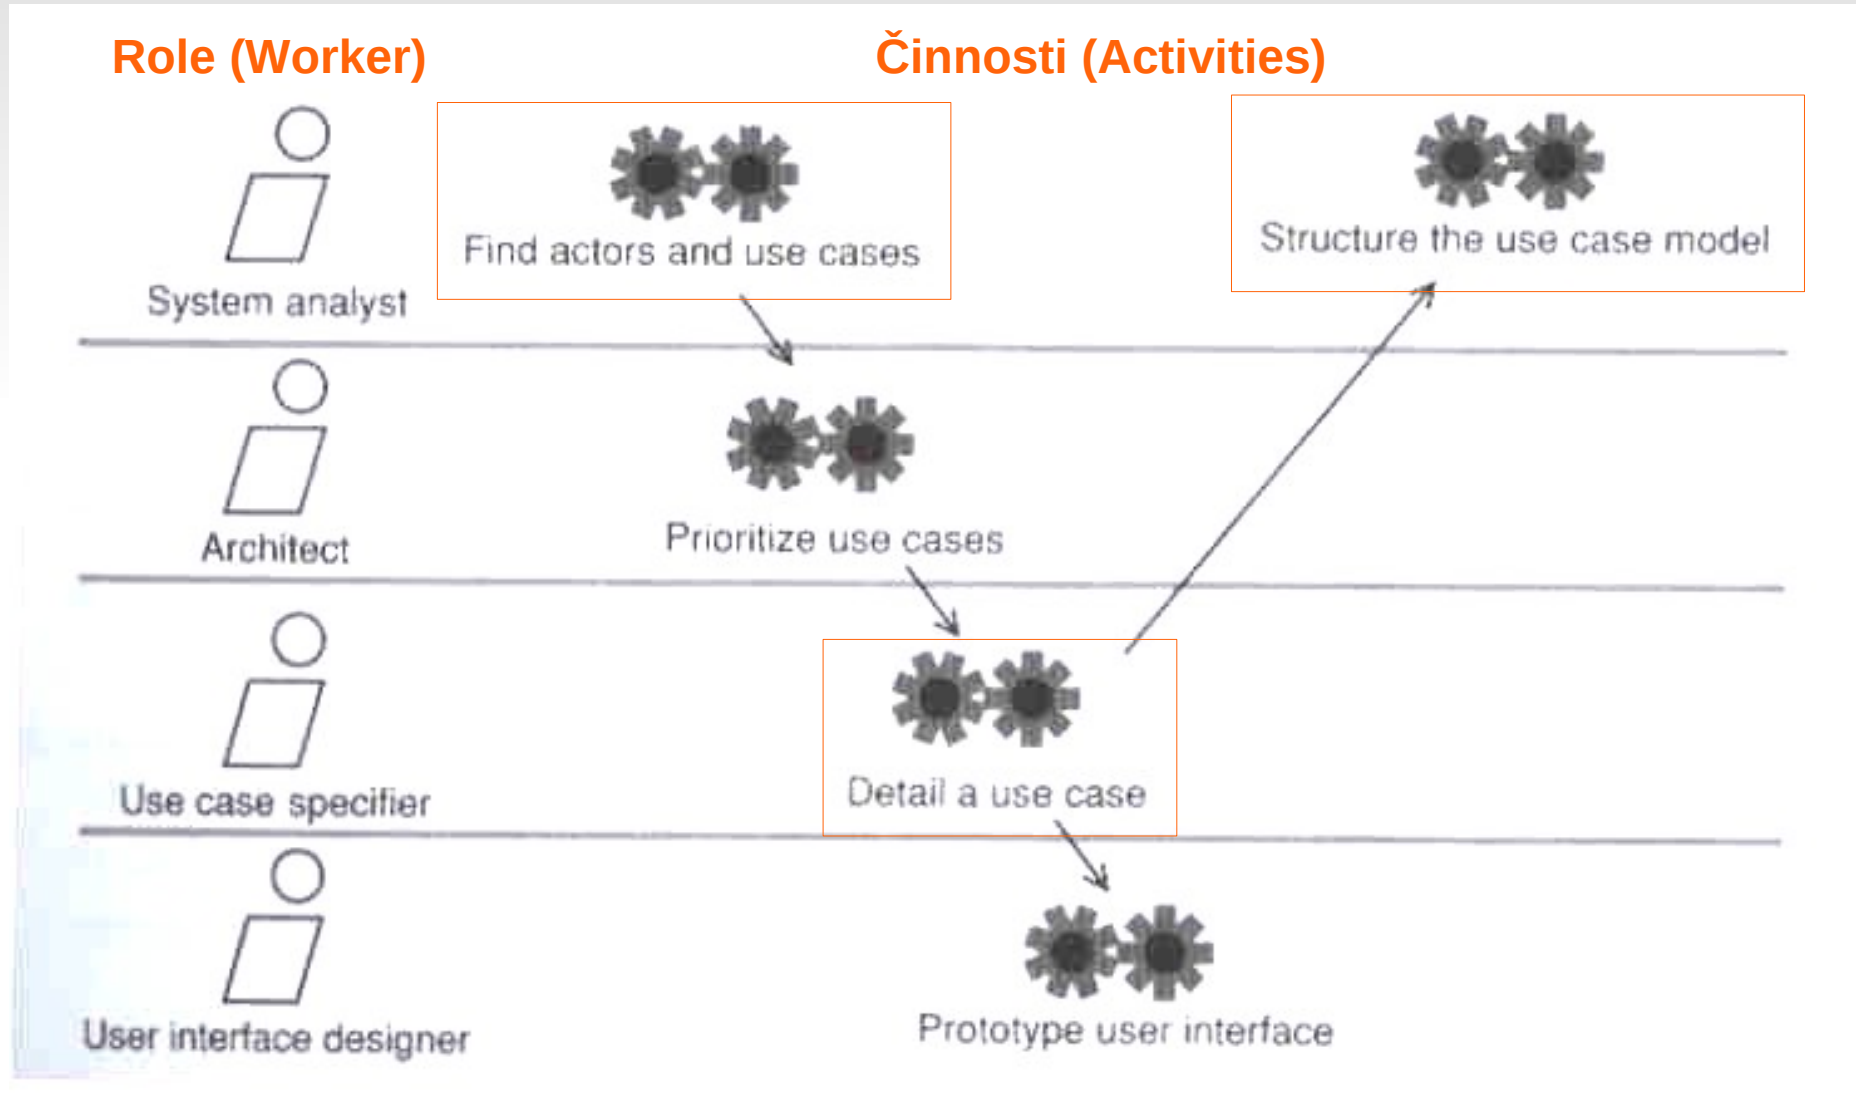 Role (Worker)
Činnosti (Activities)
Find actors and use cases
Structure the use case model
System analyst
Prioritize use cases
Architect
Detail a use case
Use case specifier
Prototype user interface
User interface designer